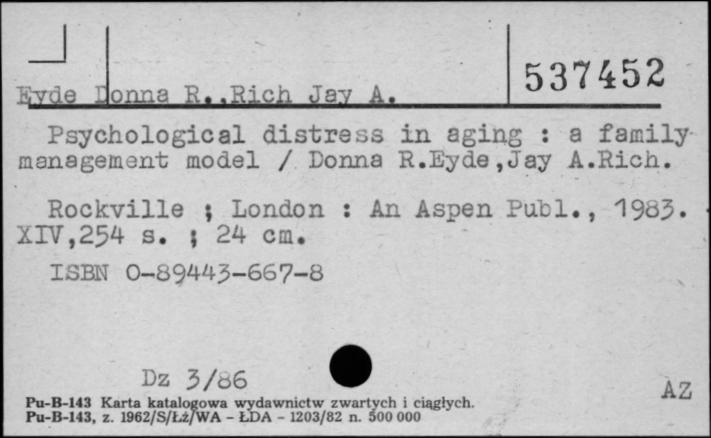 537452
Eyde Donna R.,Rich Jay A.
Psychological distress in aging : a family
management model / Donna R.Eyde,Jay A.Rich.
Rockville ; London : An Aspen Publ., 1983.
XIV,254 s. ; 24 cm.
ISBN 0-89443-667-8
Dz 3/86
AZ
Pu-B-143 Karta katalogowa wydawnictw zwartych i ciągłych.
Pu-B-143, z. 1962/S/Łż/WA - ŁDA - 1203/82 n. 500 000